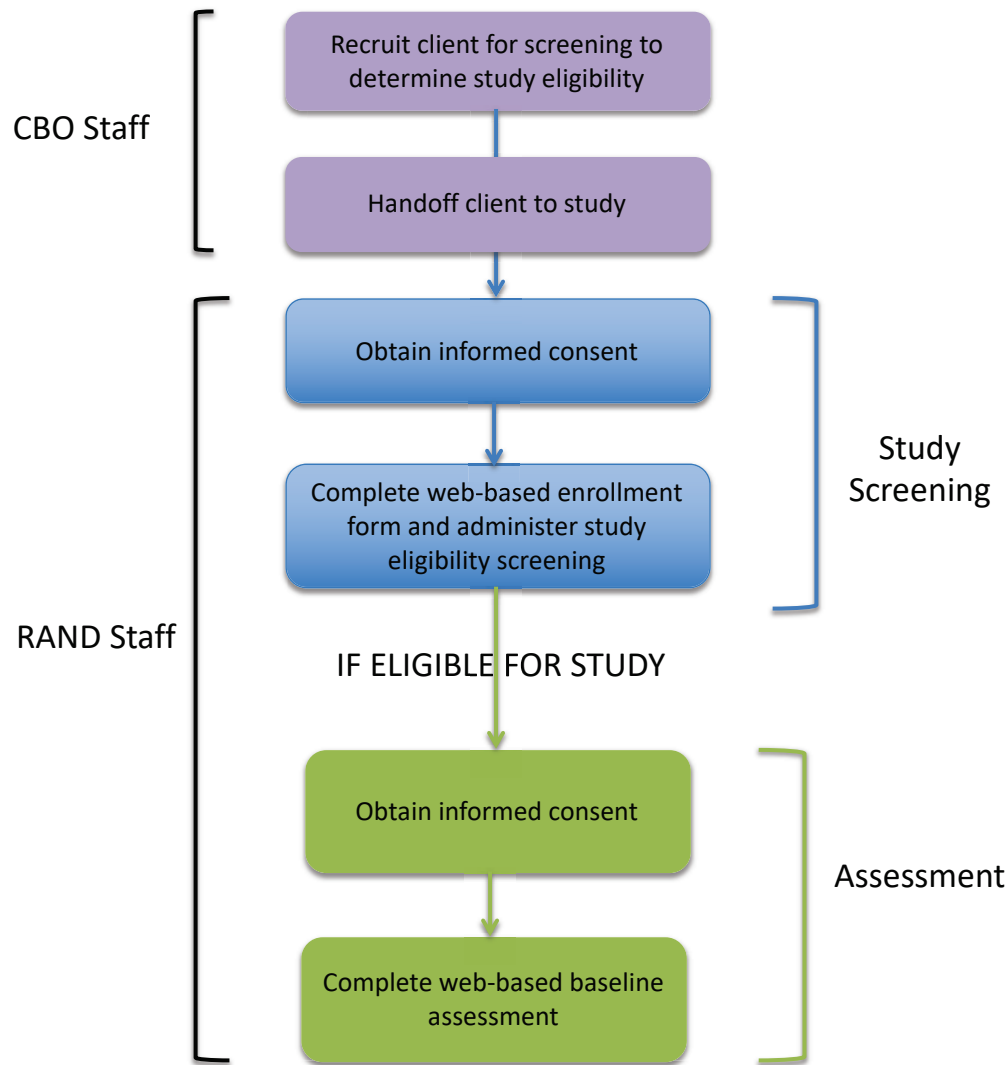 Recruit client for screening to
determine study eligibility
CBO Staff
Handoff client to study
Obtain informed consent
Study
Screening
Complete web-based enrollment
form and administer study
eligibility screening
RAND Staff
IF ELIGIBLE FOR STUDY
Obtain informed consent
Assessment
Complete web-based baseline
assessment